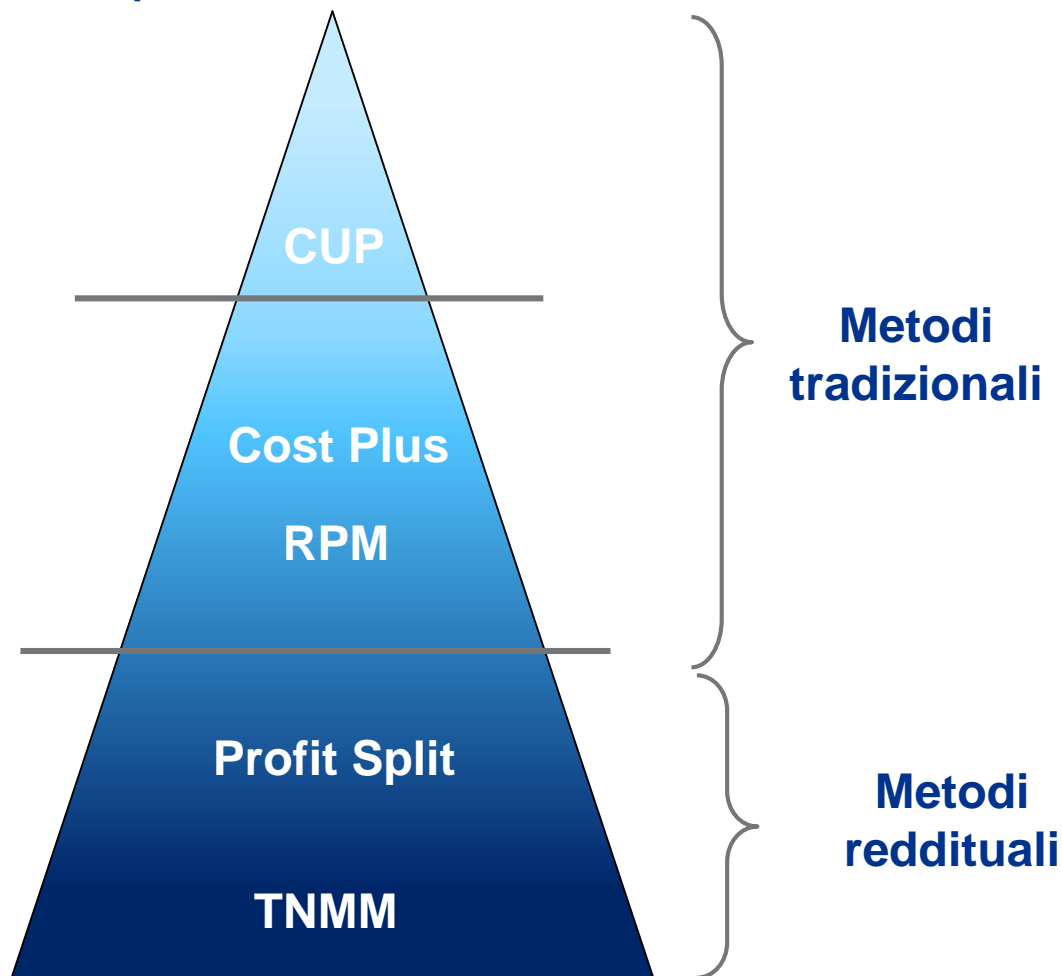 CUP
Metodi
tradizionali
Cost Plus
RPM
Profit Split
Metodi
reddituali
TNMM